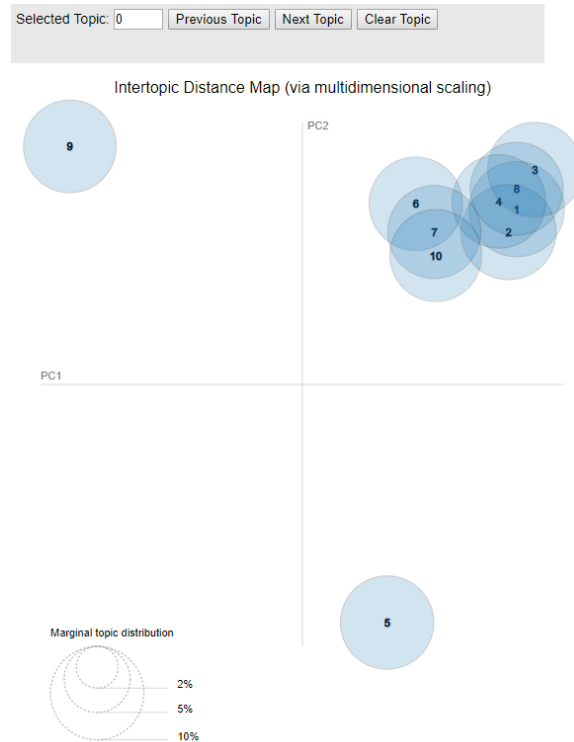 Selected Topic: 0 Previous Topic Next Topic Clear Topic
Intertopic Distance Map (via multidimensional scaling)
PC2
9
3
8
6
4
1
7
2
10
PC1
5
Marginal topic distribution
2%
5%
10%